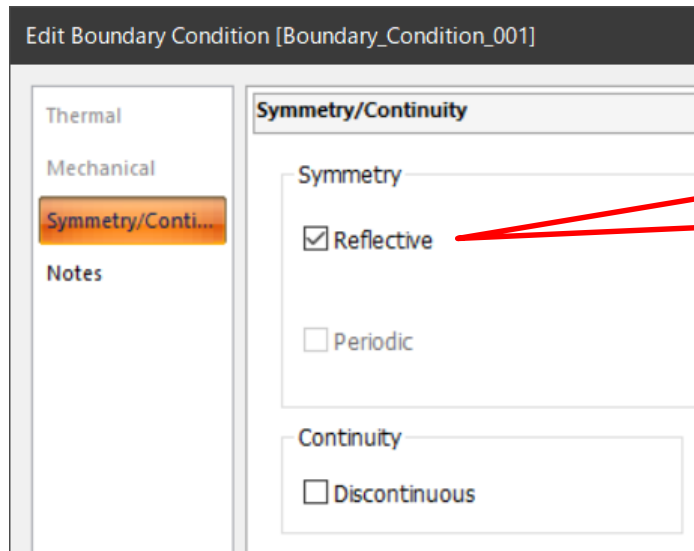 Edit Boundary Condition [Boundary_Condition_001]
Thermal
Mechanical
Symmetry/Conti...
Notes
Symmetry/Continuity
Symmetry
Reflective
Periodic
Continuity
Discontinuous